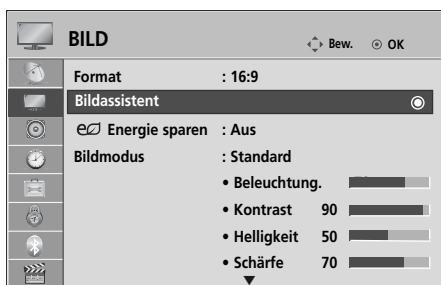 BILD Bew. OK
Format : 16:9
Bildassistent
Energie sparen : Aus
Bildmodus : Standard
• Beleuchtung.
• Kontrast 90
• Helligkeit 50
• Schärfe 70